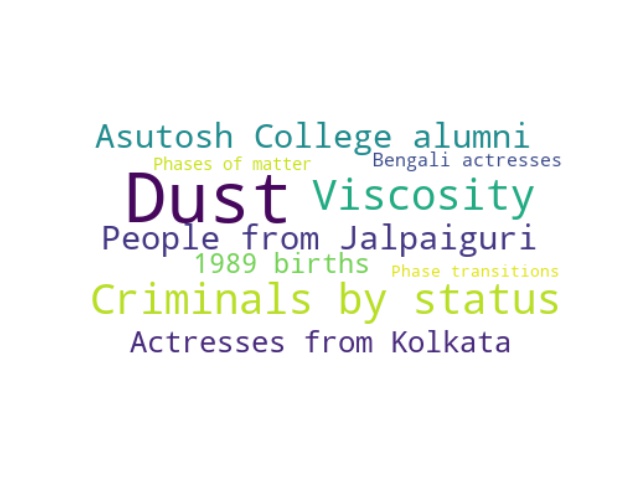 Asutosh College alumni
Phases of matter
Bengali actresses
Dust
Viscosity
People from Jalpaiguri
1989 births
Phase transitions
Criminals by status
Actresses from Kolkata